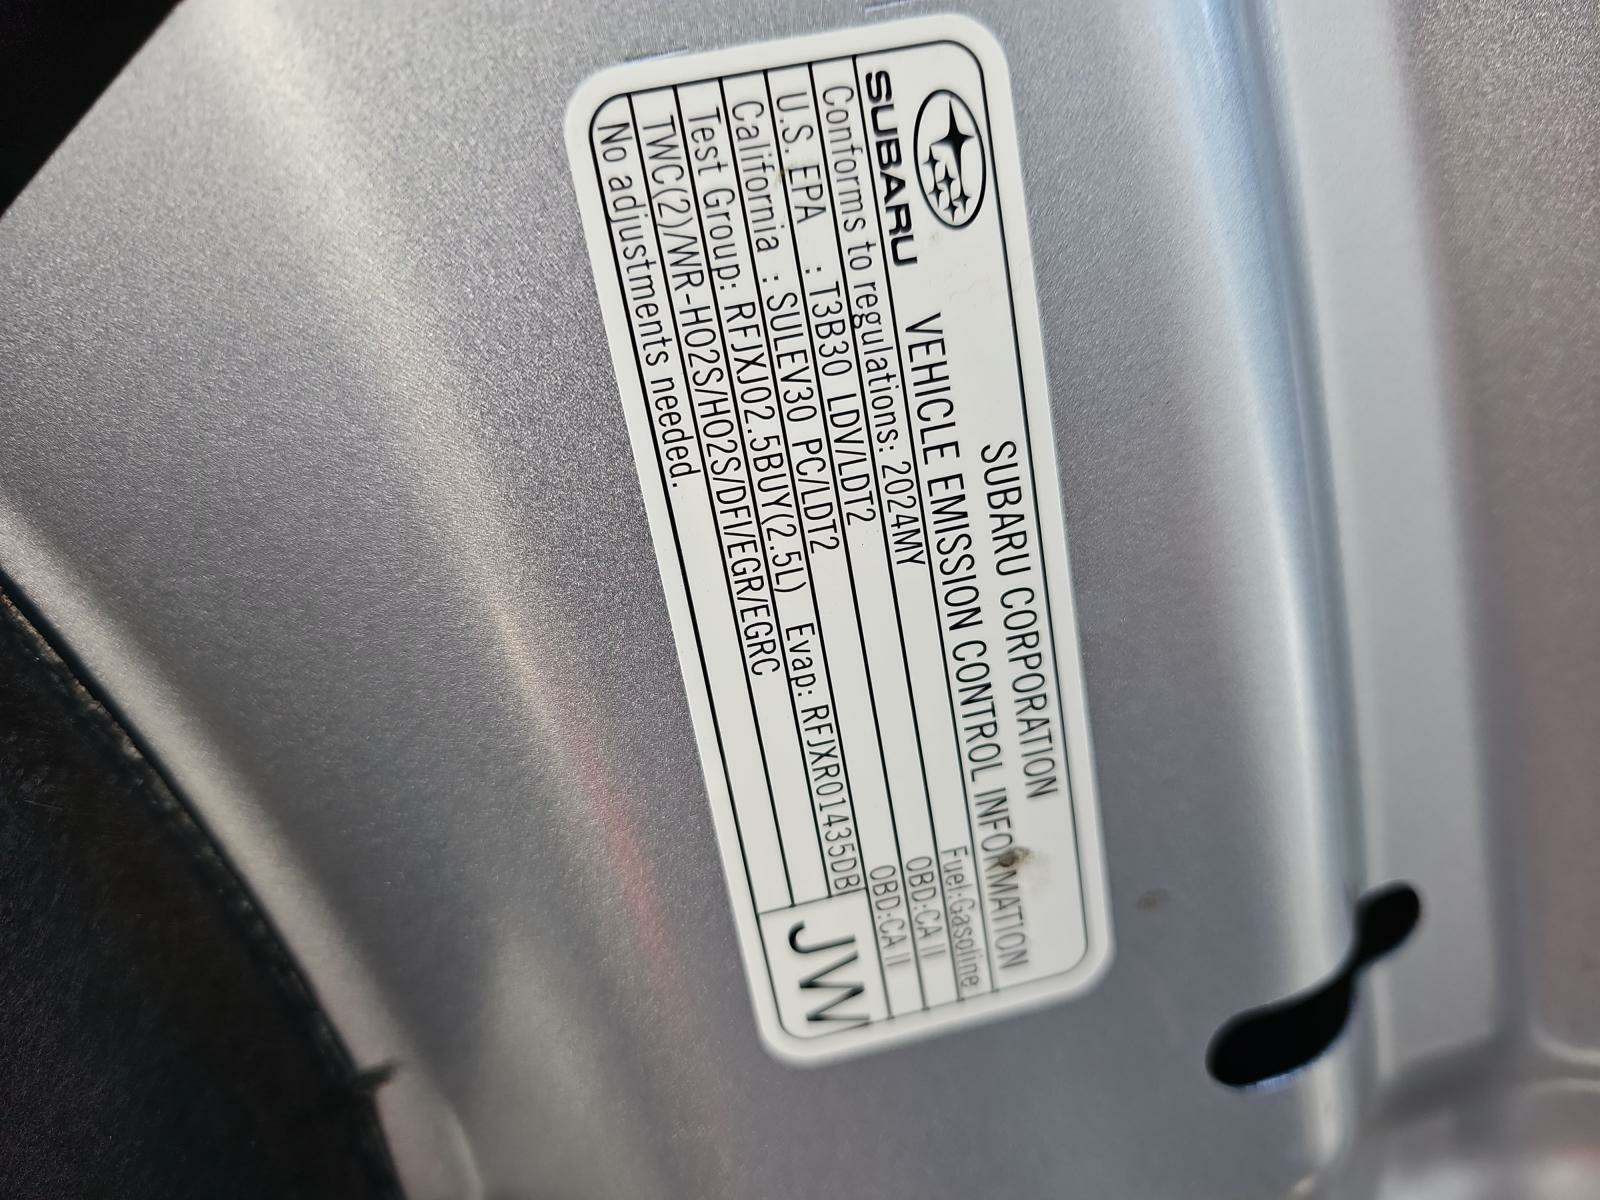 SUBARU CORPORATION
SUBARU VEHICLE EMISSION CONTROL INFORMATION
Conforms to regulations: 2024MY Fuel:Gasoline
U.S. EPA : T3B30 LDV/LDT2 OBD:CA II
California : SULEV30 PC/LDT2 OBD:CA II
Test Group: RFJXJ02.5BUY(2.5L) Evap: RFJXR01435DB
TWC(2)/WR-HO2S/HO2S/DFI/EGR/EGRC
No adjustments needed.
JW